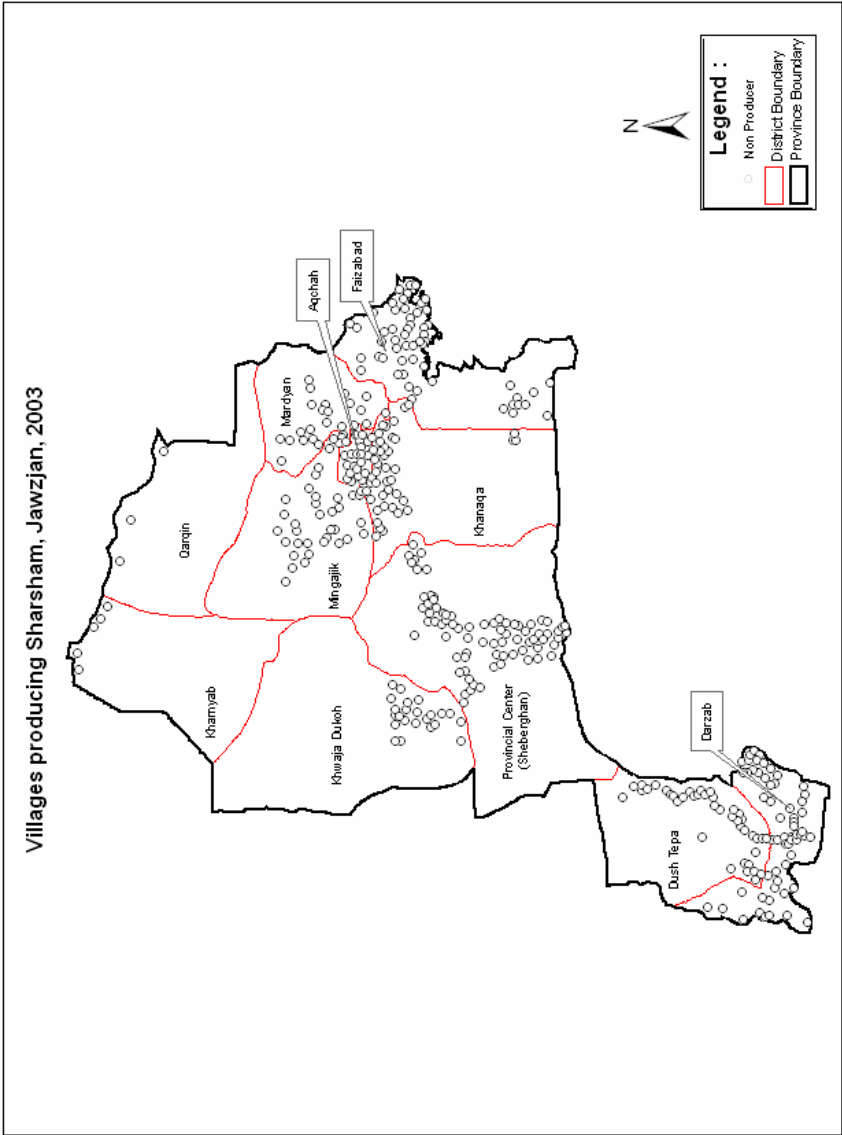 Villages producing Sharsham, Jawzjan, 2003
Qarqin
Khamyab
Mardyan
Aqchah
Faizabad
Mingajik
Khwaja Dukoh
Khanaqa
Provincial Center
(Sheberghan)
Darzab
Dush Tepa
N
Legend :
Non Producer
District Boundary
Province Boundary